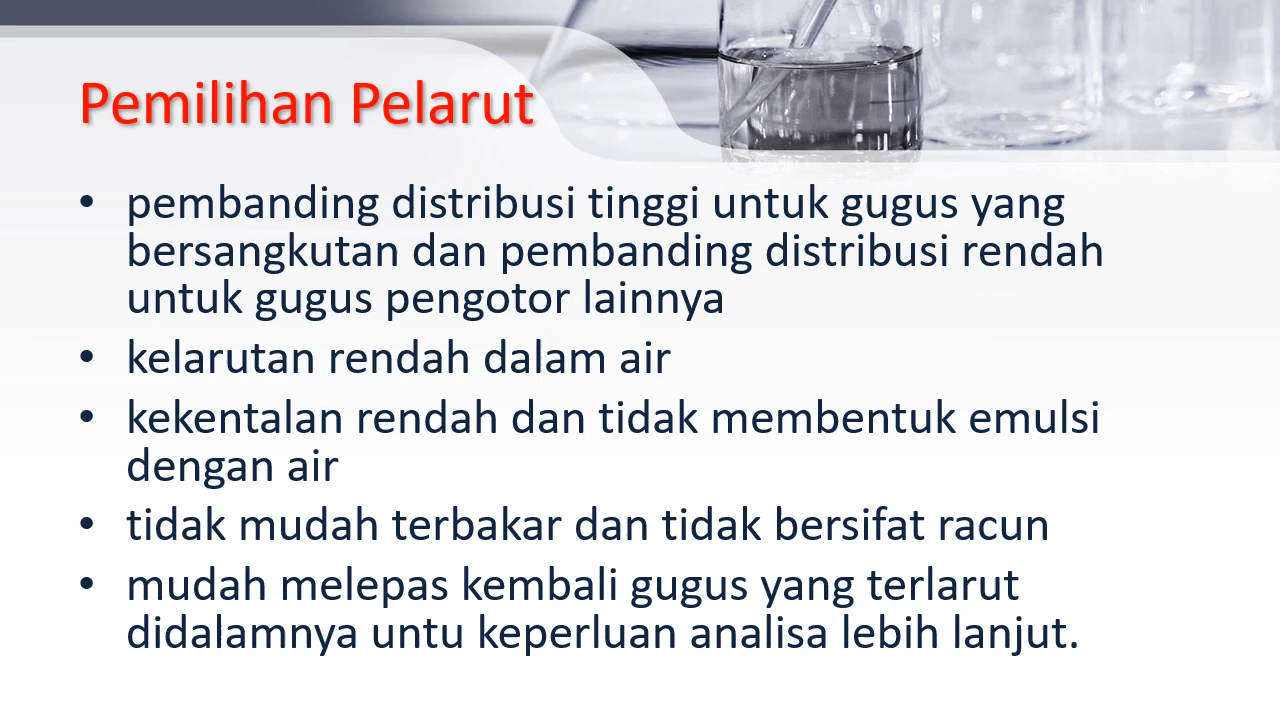 Pemilihan Pelarut
• pembanding distribusi tinggi untuk gugus yang
bersangkutan dan pembanding distribusi rendah
untuk gugus pengotor lainnya
• kelarutan rendah dalam air
• kekentalan rendah dan tidak membentuk emulsi
dengan air
• tidak mudah terbakar dan tidak bersifat racun
• mudah melepas kembali gugus yang terlarut
didalamnya untu keperluan analisa lebih lanjut.